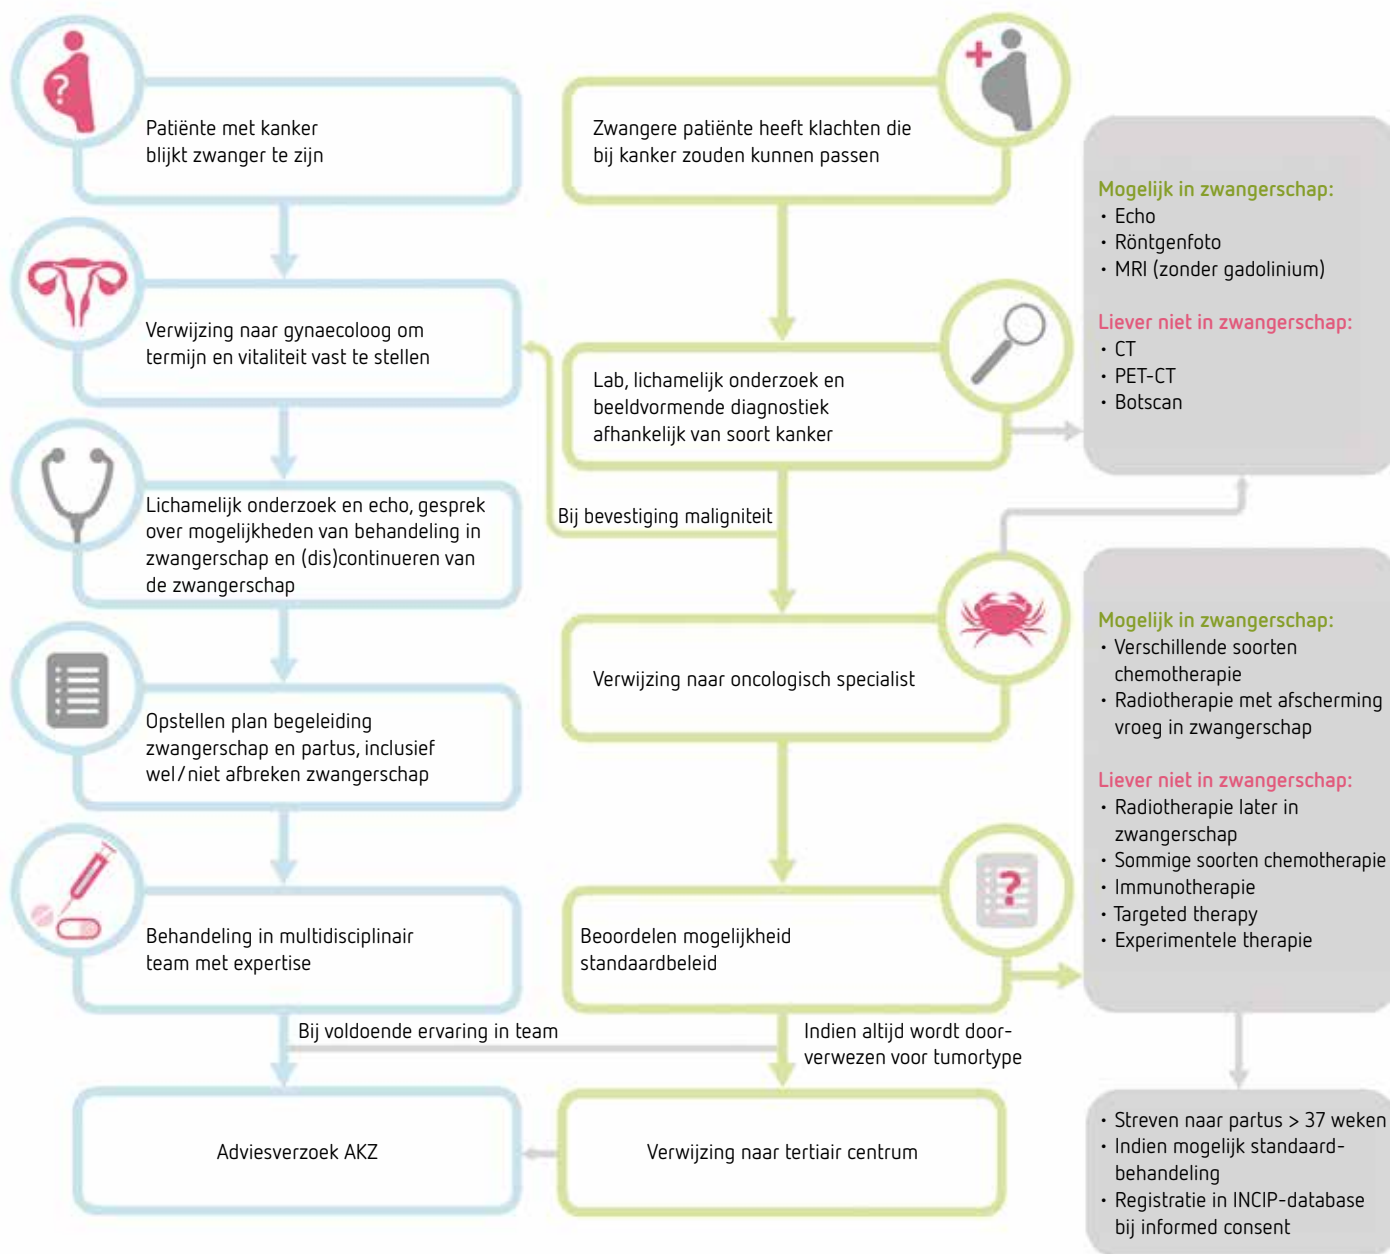 Patiënte met kanker
blijkt zwanger te zijn
Verwijzing naar gynaecoloog om
termijn en vitaliteit vast te stellen
Lichamelijk onderzoek en echo, gesprek
over mogelijkheden van behandeling in
zwangerschap en (dis)continueren van
de zwangerschap
Opstellen plan begeleiding
zwangerschap en partus, inclusief
wel/niet afbreken zwangerschap
Behandeling in multidisciplinair
team met expertise
Bij voldoende ervaring in team
Adviesverzoek AKZ
Zwangere patiënte heeft klachten die
bij kanker zouden kunnen passen
Lab, lichamelijk onderzoek en
beeldvormende diagnostiek
afhankelijk van soort kanker
Bij bevestiging maligniteit
Verwijzing naar oncologisch specialist
Beoordelen mogelijkheid
standaardbeleid
Indien altijd wordt door-
verwezen voor tumortype
Verwijzing naar tertiair centrum
Mogelijk in zwangerschap:
· Echo
· Röntgenfoto
· MRI (zonder gadolinium)
Liever niet in zwangerschap:
· CT
· PET-CT
· Botscan
Mogelijk in zwangerschap:
· Verschillende soorten
chemotherapie
· Radiotherapie met afscherming
vroeg in zwangerschap
Liever niet in zwangerschap:
· Radiotherapie later in
zwangerschap
· Sommige soorten chemotherapie
· Immunotherapie
· Targeted therapy
· Experimentele therapie
· Streven naar partus > 37 weken
· Indien mogelijk standaard-
behandeling
· Registratie in INCIP-database
bij informed consent